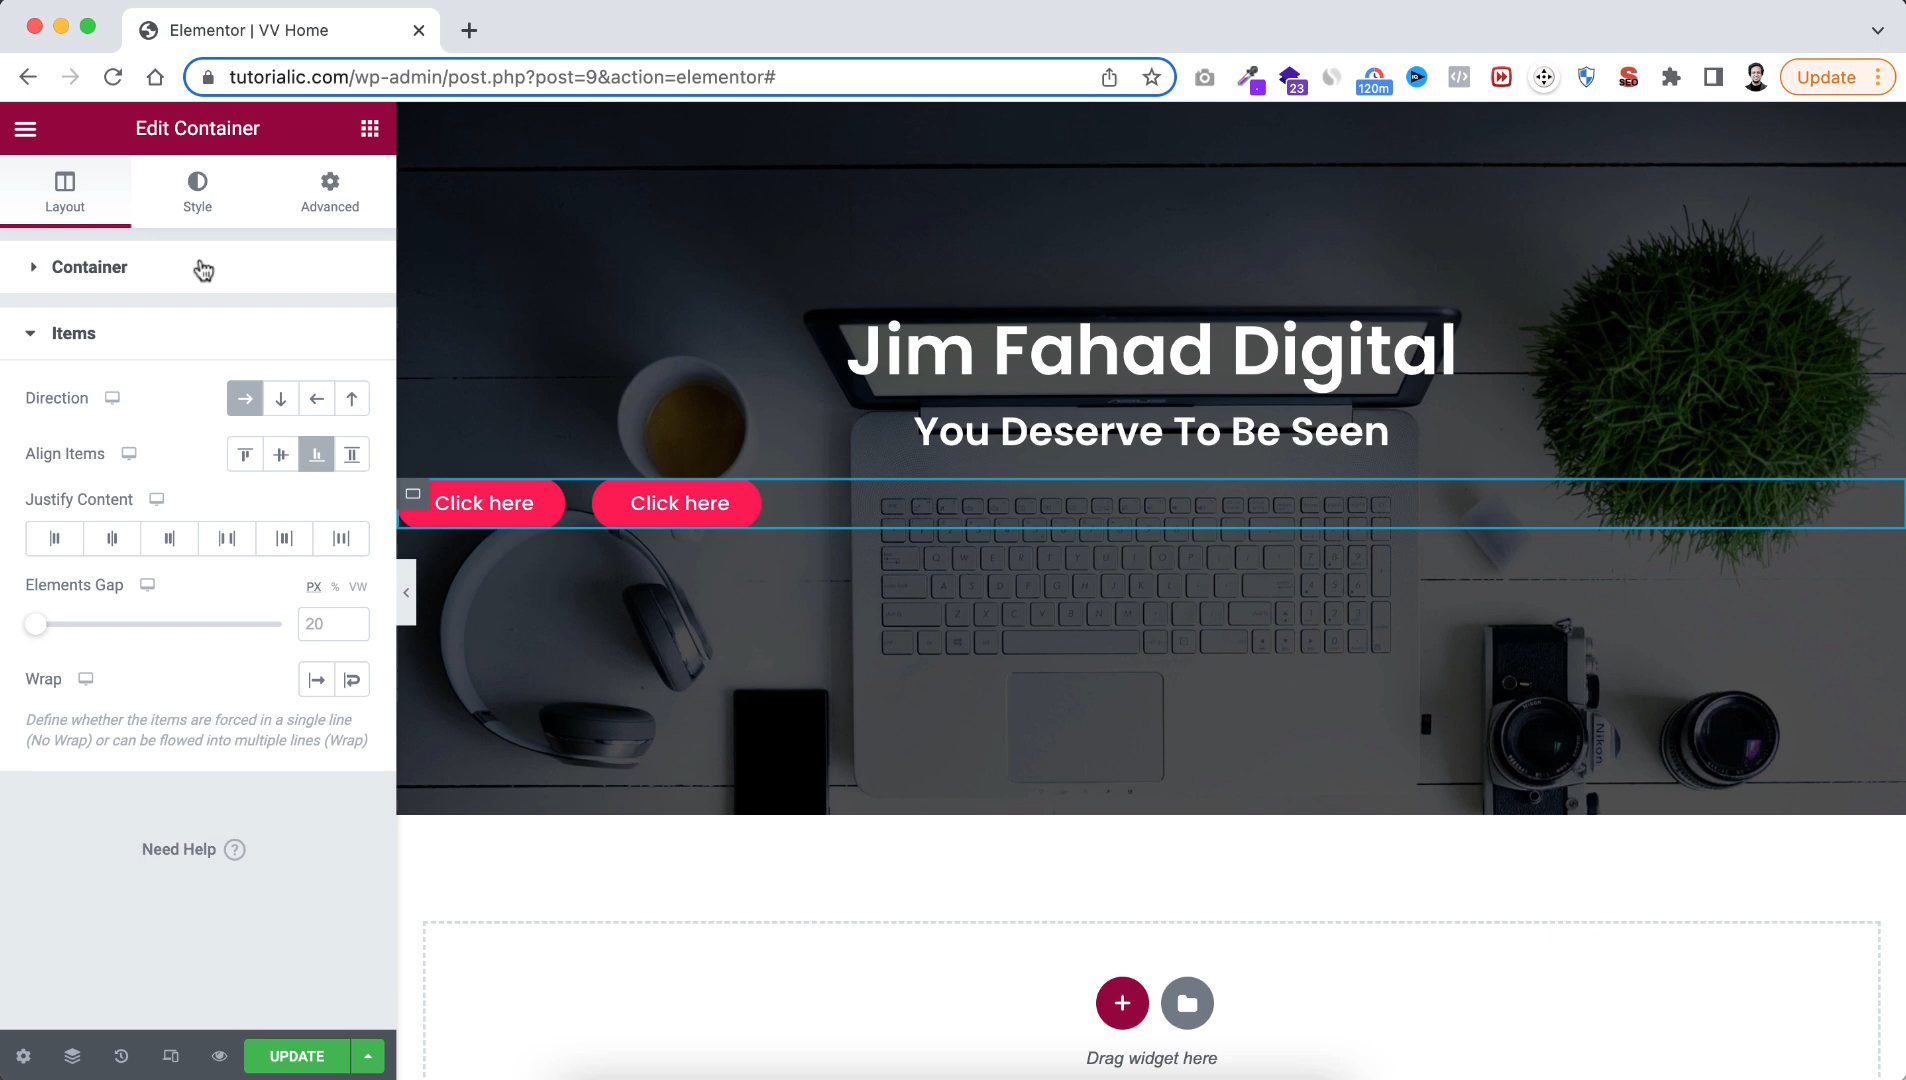 Elementor | VV Home
tutorialic.com/wp-admin/post.php?post=9&action=elementor#
23
120m
SEO
Update
Edit Container
Layout
Style
Advanced
Container
Items
Direction
Align Items
Justify Content
Elements Gap
PX % VW
20
Wrap
Define whether the items are forced in a single line
(No Wrap) or can be flowed into multiple lines (Wrap)
Need Help ?
UPDATE
Jim Fahad Digital
You Deserve To Be Seen
Click here
Click here
Nikon
Drag widget here